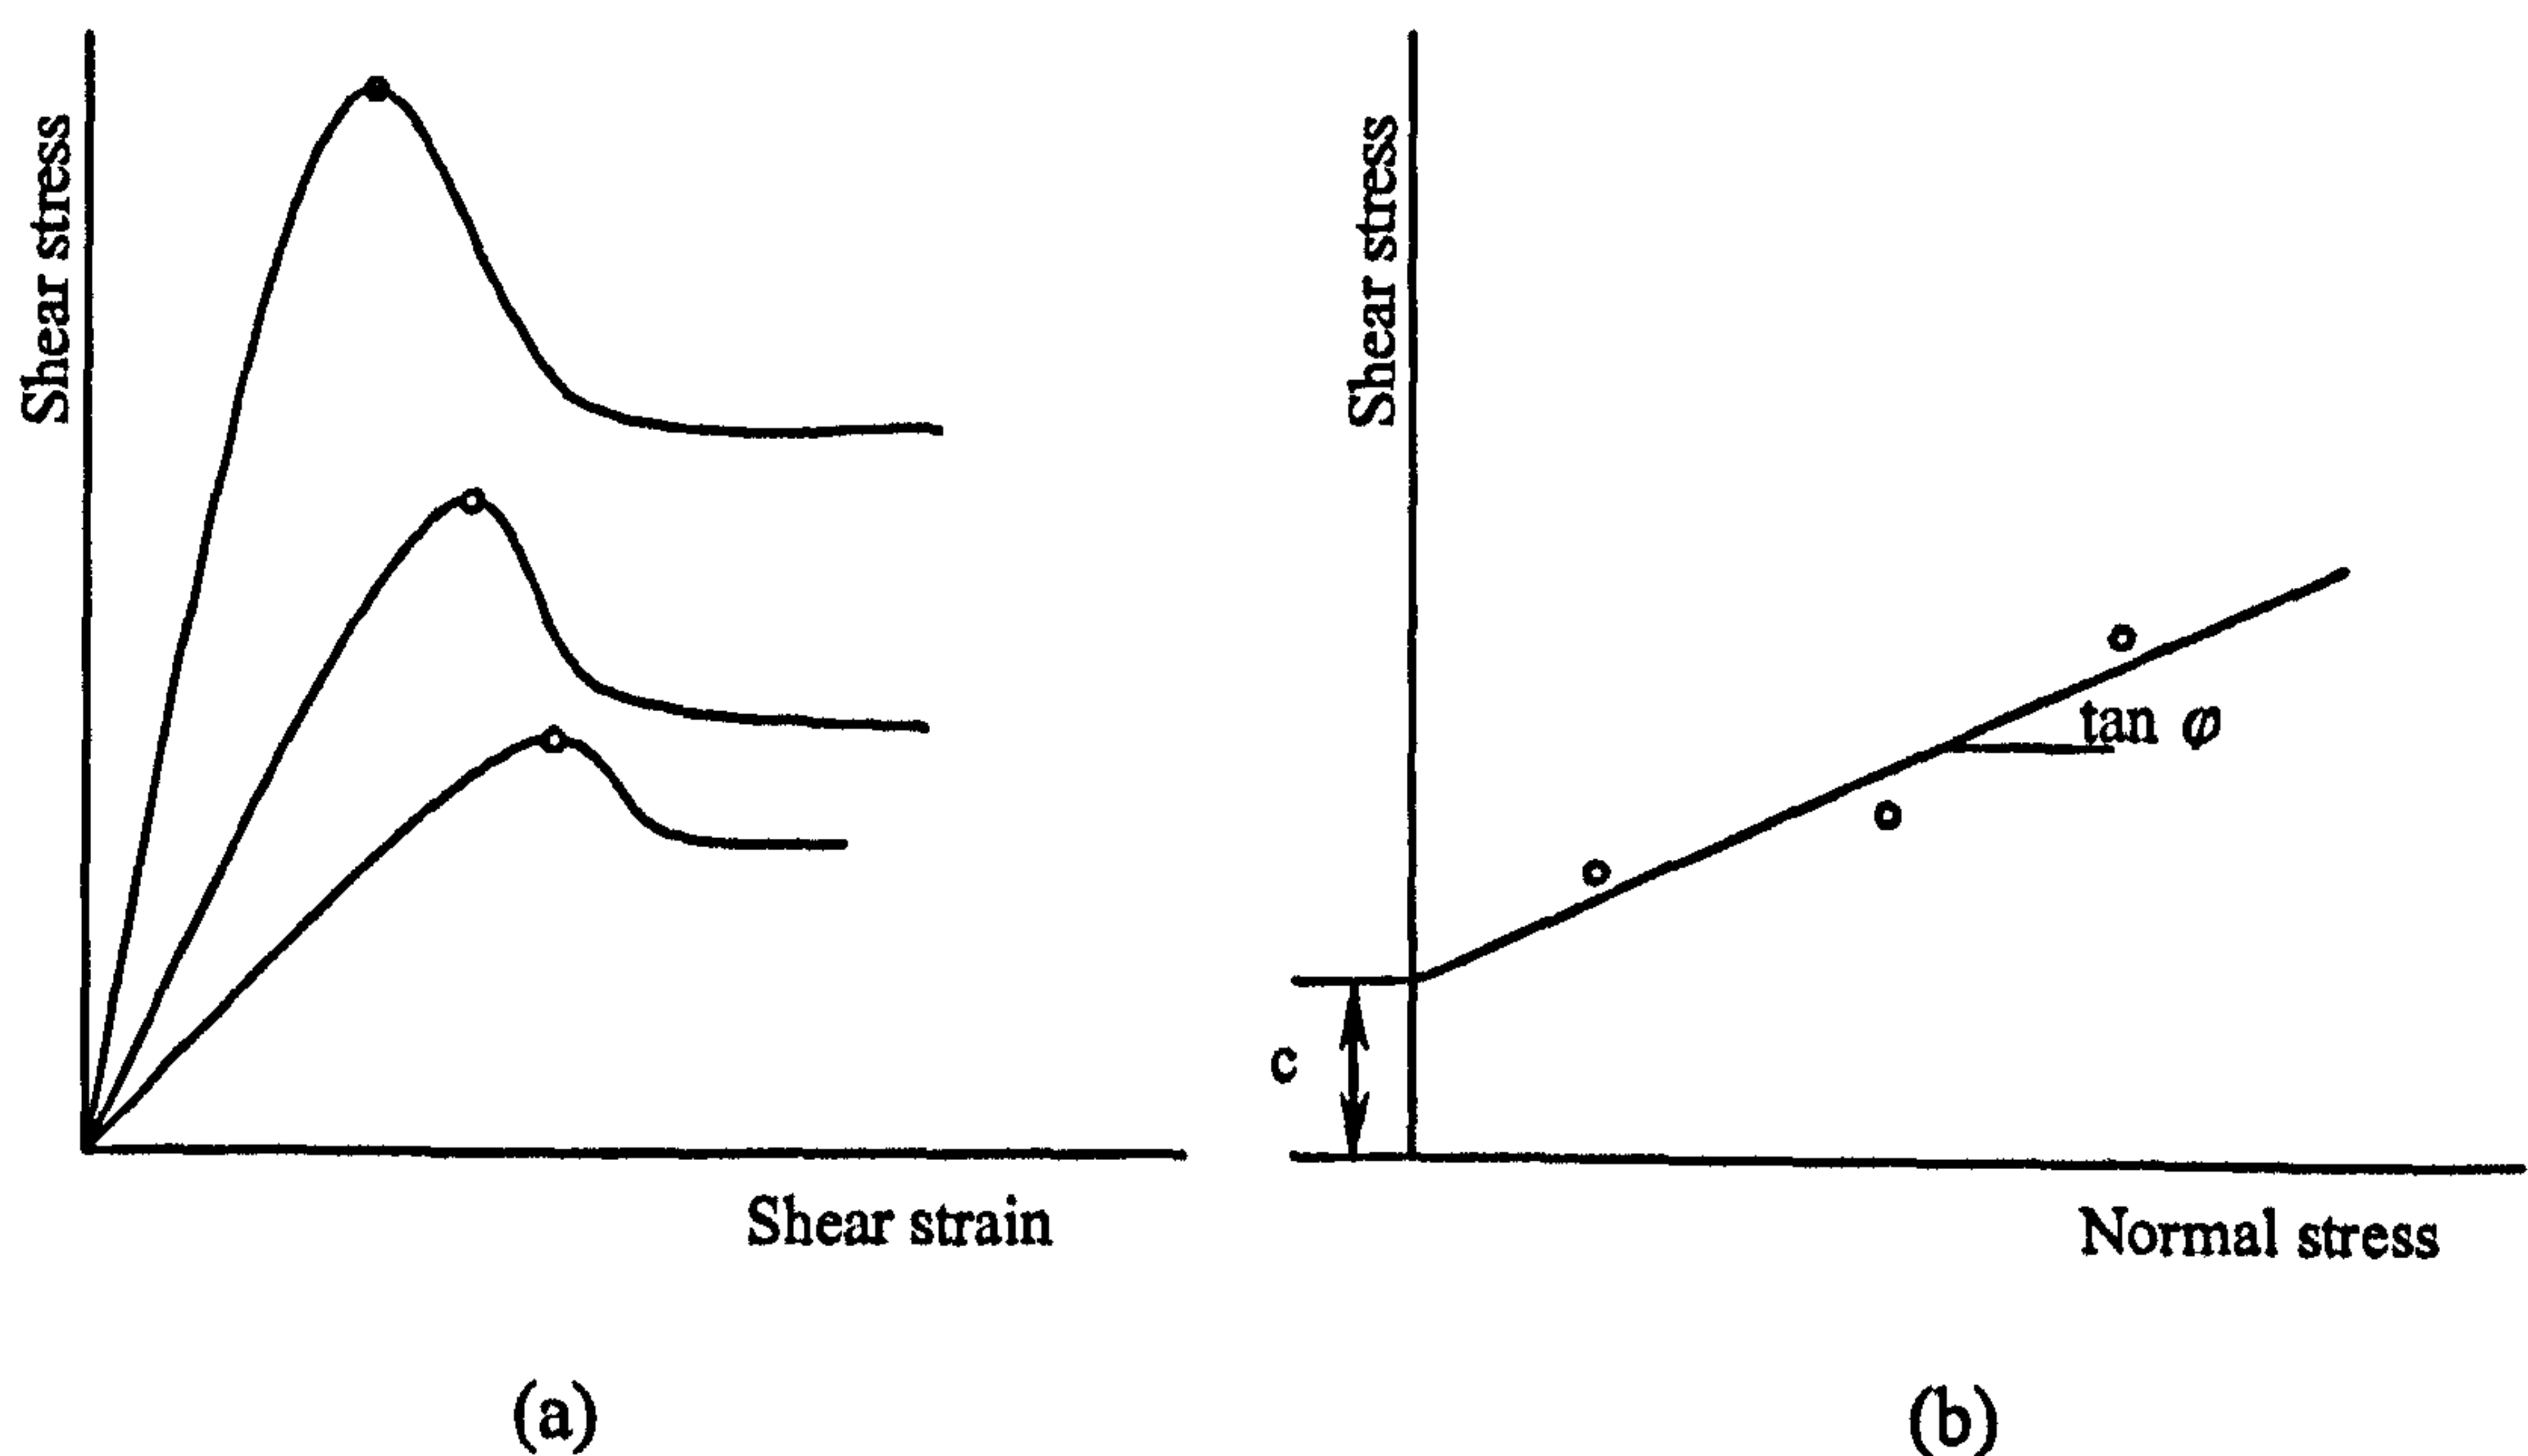 Shear stress
Shear strain
(a)
Shear stress
tan φ
c
Normal stress
(b)